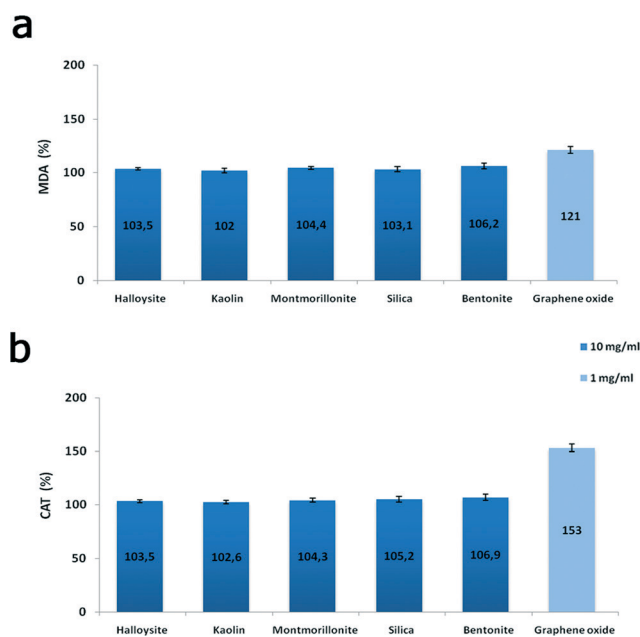 a
200
150
100
50
0
MDA (%)
103,5 102 104,4 103,1 106,2 121
Halloysite Kaolin Montmorillonite Silica Bentonite Graphene oxide
b
10 mg/ml
1 mg/ml
200
150
100
50
0
CAT (%)
103,5 102,6 104,3 105,2 106,9 153
Halloysite Kaolin Montmorillonite Silica Bentonite Graphene oxide